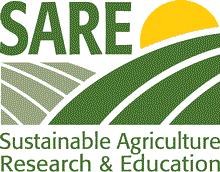 SARE
Sustainable Agriculture
Research & Education